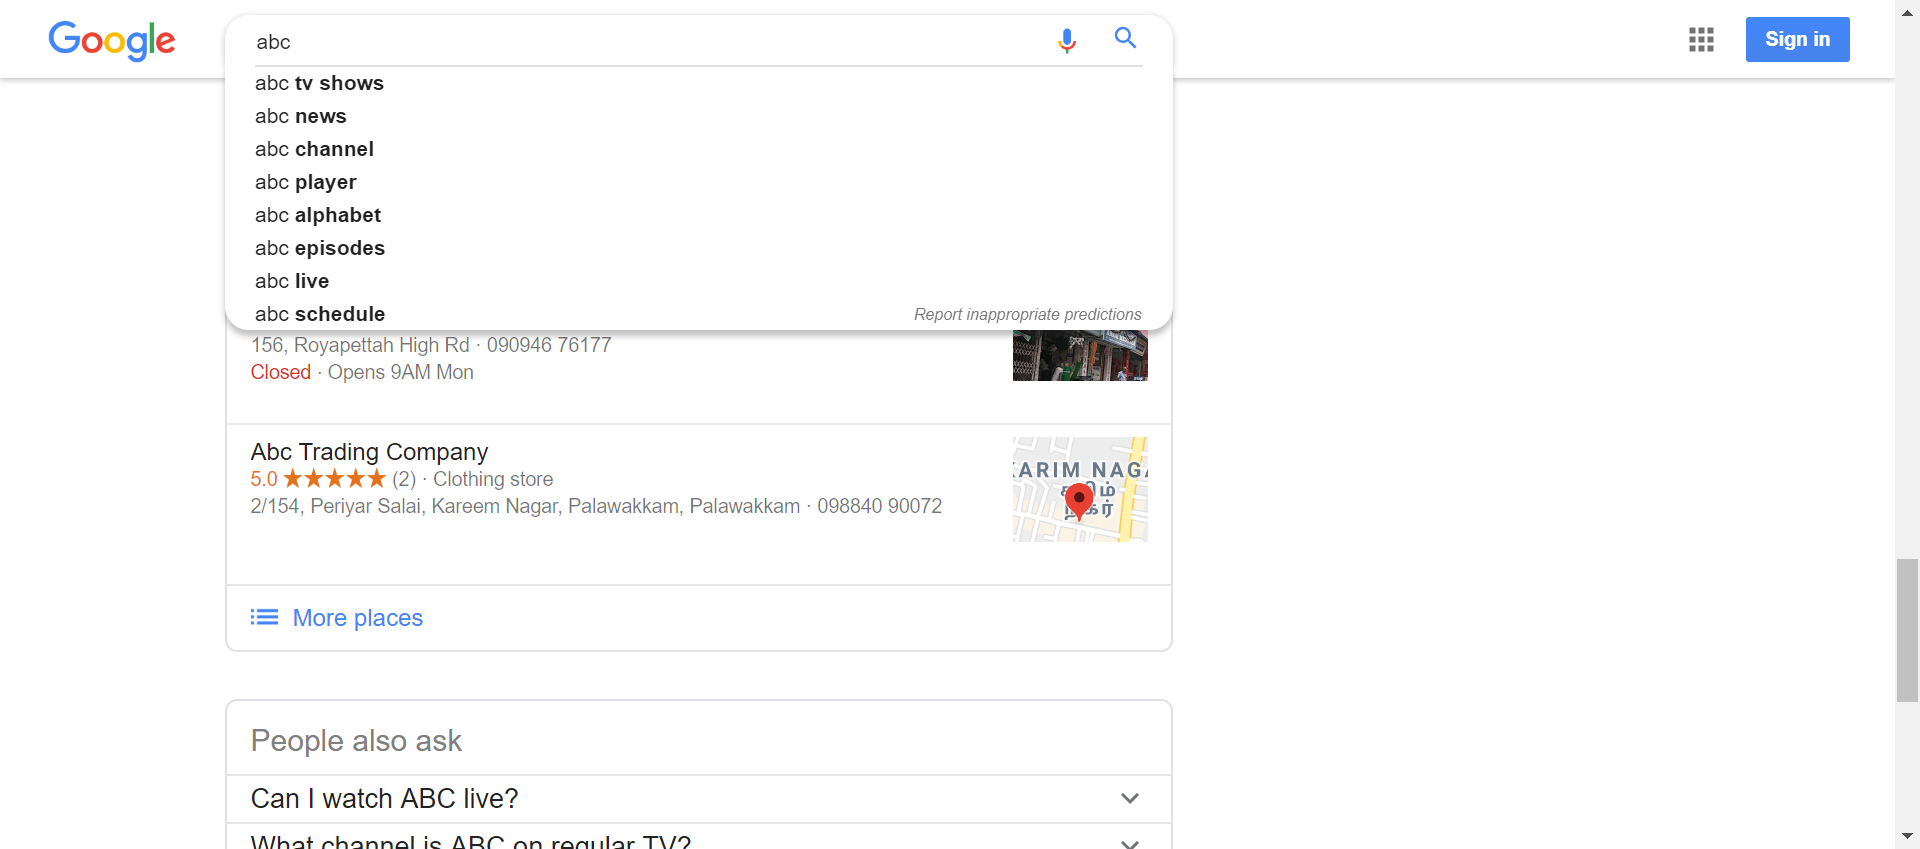 Google
abc
Sign in
abc tv shows
abc news
abc channel
abc player
abc alphabet
abc episodes
abc live
abc schedule
Report inappropriate predictions
156, Royapettah High Rd · 090946 76177
Closed · Opens 9AM Mon
Abc Trading Company
5.0 ★★★★★ (2) · Clothing store
2/154, Periyar Salai, Kareem Nagar, Palawakkam, Palawakkam · 098840 90072
KARIM NAGA
More places
People also ask
Can I watch ABC live?
What channel is ABC on regular TV?